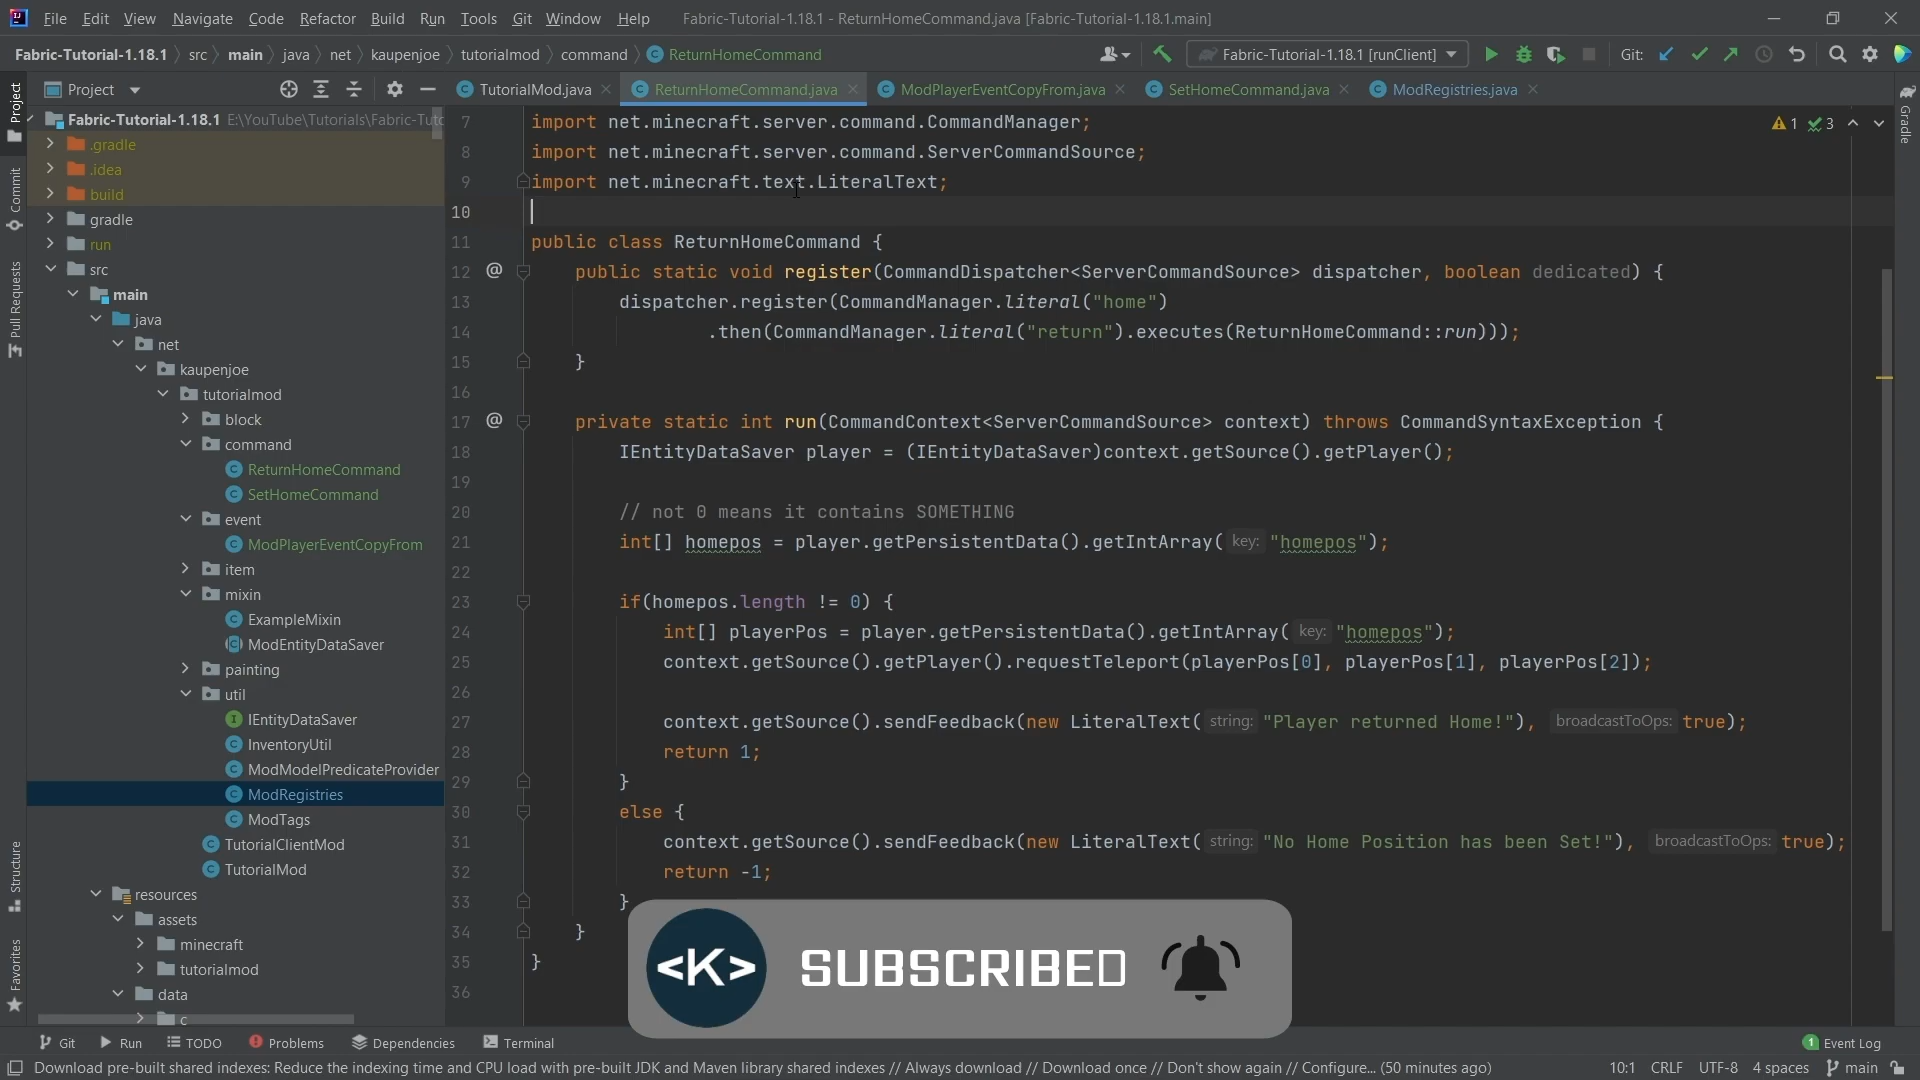 File Edit View Navigate Code Refactor Build Run Tools Git Window Help Fabric-Tutorial-1.18.1 - ReturnHomeCommand.java [Fabric-Tutorial-1.18.1.main]
Fabric-Tutorial-1.18.1 src main java net kaupenjoe tutorialmod command ReturnHomeCommand Fabric-Tutorial-1.18.1 [runClient] Git:
Project TutorialMod.java ReturnHomeCommand.java ModPlayerEventCopyFrom.java SetHomeCommand.java ModRegistries.java
Project
Commit
Pull Requests
Structure
Favorites
Gradle
Fabric-Tutorial-1.18.1 E:\YouTube\Tutorials\Fabric-Tutc
.gradle
.idea
build
gradle
run
src
main
java
net
kaupenjoe
tutorialmod
block
command
ReturnHomeCommand
SetHomeCommand
event
ModPlayerEventCopyFrom
item
mixin
ExampleMixin
ModEntityDataSaver
painting
util
IEntityDataSaver
InventoryUtil
ModModelPredicateProvider
ModRegistries
ModTags
TutorialClientMod
TutorialMod
resources
assets
minecraft
tutorialmod
data
c
1 3
7 import net.minecraft.server.command.CommandManager;
8 import net.minecraft.server.command.ServerCommandSource;
9 import net.minecraft.text.LiteralText;
10
11 public class ReturnHomeCommand {
12 @ public static void register(CommandDispatcher<ServerCommandSource> dispatcher, boolean dedicated) {
13 dispatcher.register(CommandManager.literal("home")
14 .then(CommandManager.literal("return").executes(ReturnHomeCommand::run)));
15 }
16
17 @ private static int run(CommandContext<ServerCommandSource> context) throws CommandSyntaxException {
18 IEntityDataSaver player = (IEntityDataSaver)context.getSource().getPlayer();
19
20 // not 0 means it contains SOMETHING
21 int[] homepos = player.getPersistentData().getIntArray( key: "homepos");
22
23 if(homepos.length != 0) {
24 int[] playerPos = player.getPersistentData().getIntArray( key: "homepos");
25 context.getSource().getPlayer().requestTeleport(playerPos[0], playerPos[1], playerPos[2]);
26
27 context.getSource().sendFeedback(new LiteralText( string: "Player returned Home!"), broadcastToOps: true);
28 return 1;
29 }
30 else {
31 context.getSource().sendFeedback(new LiteralText( string: "No Home Position has been Set!"), broadcastToOps: true);
32 return -1;
33 }
34 }
35 }
36
<K> SUBSCRIBED
Git Run TODO Problems Dependencies Terminal 1 Event Log
Download pre-built shared indexes: Reduce the indexing time and CPU load with pre-built JDK and Maven library shared indexes // Always download // Download once // Don't show again // Configure... (50 minutes ago) 10:1 CRLF UTF-8 4 spaces main